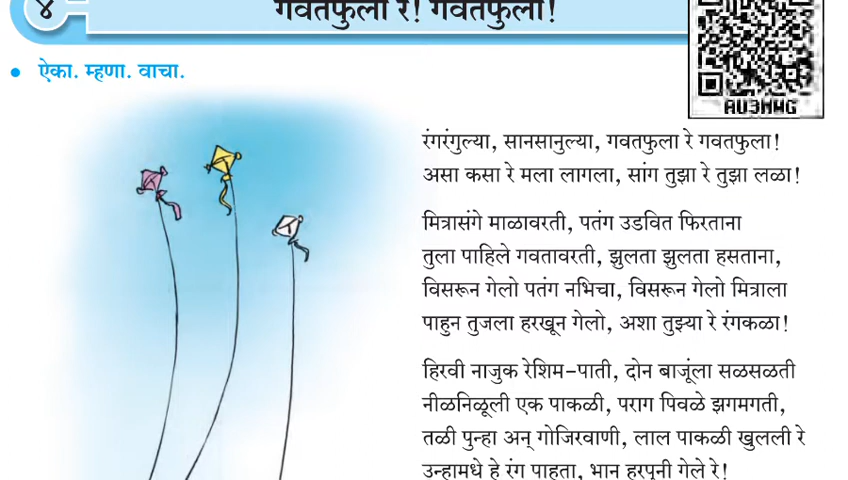 ४
गवतफुला रे! गवतफुला!
• ऐका. म्हणा. वाचा.
AU3MWG
रंगरंगुल्या, सानसानुल्या, गवतफुला रे गवतफुला!
असा कसा रे मला लागला, सांग तुझा रे तुझा लळा!
मित्रासंगे माळावरती, पतंग उडवित फिरताना
तुला पाहिले गवतावरती, झुलता झुलता हसताना,
विसरून गेलो पतंग नभिचा, विसरून गेलो मित्राला
पाहुन तुजला हरखून गेलो, अशा तुझ्या रे रंगकळा!
हिरवी नाजुक रेशिम-पाती, दोन बाजूंला सळसळती
नीळनिळूली एक पाकळी, पराग पिवळे झगमगती,
तळी पुन्हा अन् गोजिरवाणी, लाल पाकळी खुलली रे
उन्हामधे हे रंग पाहता, भान हरपुनी गेले रे!